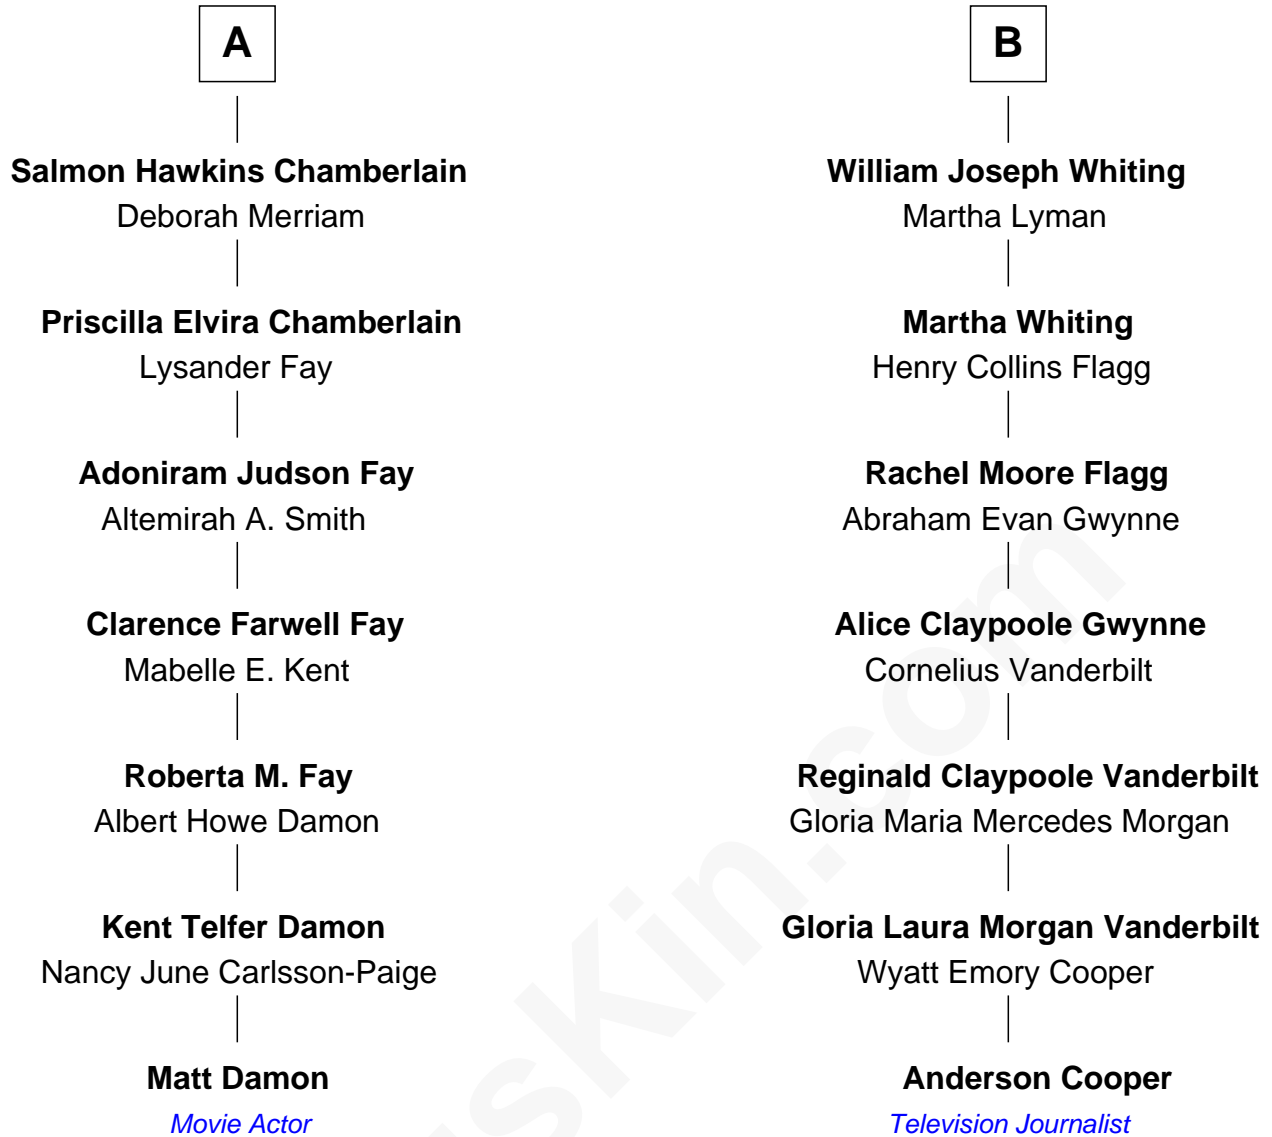 A
Salmon Hawkins Chamberlain
Deborah Merriam
Priscilla Elvira Chamberlain
Lysander Fay
Adoniram Judson Fay
Altemirah A. Smith
Clarence Farwell Fay
Mabelle E. Kent
Roberta M. Fay
Albert Howe Damon
Kent Telfer Damon
Nancy June Carlsson-Paige
Matt Damon
Movie Actor
B
William Joseph Whiting
Martha Lyman
Martha Whiting
Henry Collins Flagg
Rachel Moore Flagg
Abraham Evan Gwynne
Alice Claypoole Gwynne
Cornelius Vanderbilt
Reginald Claypoole Vanderbilt
Gloria Maria Mercedes Morgan
Gloria Laura Morgan Vanderbilt
Wyatt Emory Cooper
Anderson Cooper
Television Journalist